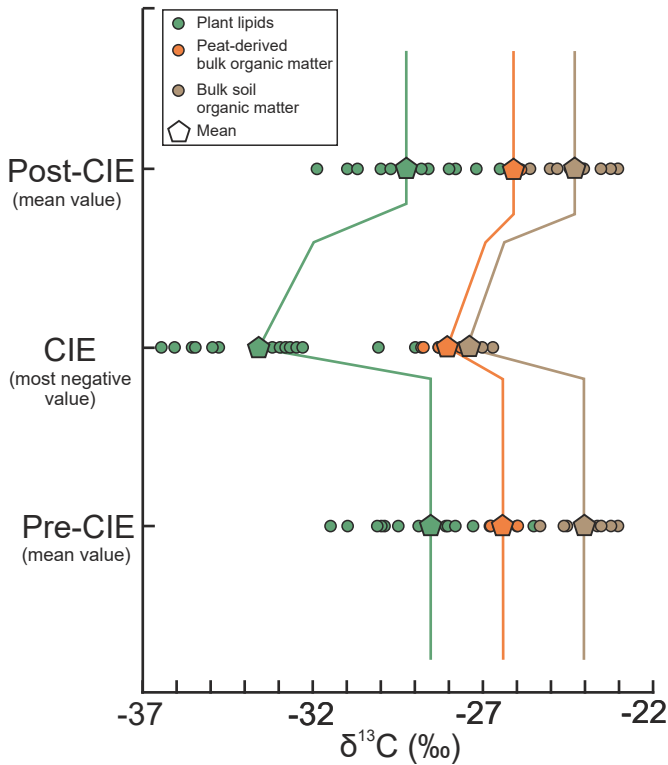 Plant lipids
Peat-derived
bulk organic matter
Bulk soil
organic matter
Mean
Post-CIE
(mean value)
CIE
(most negative
value)
Pre-CIE
(mean value)
-37 -32 -27 -22
δ¹³C (‰)